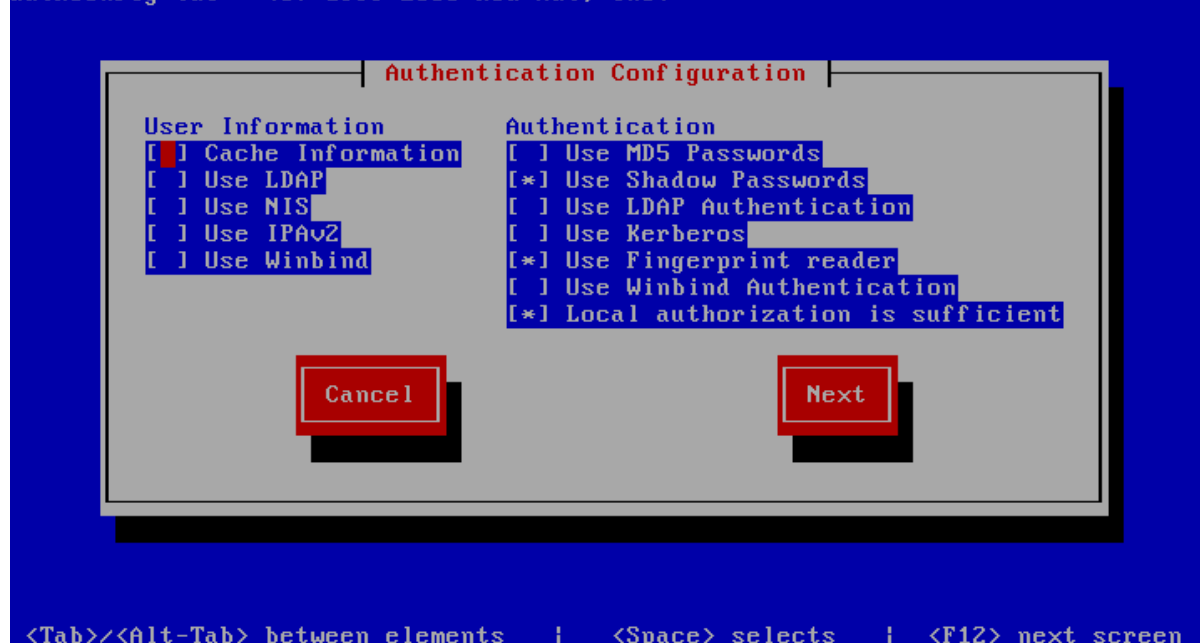 Authentication Configuration
User Information
[ ] Cache Information
[ ] Use LDAP
[ ] Use NIS
[ ] Use IPAv2
[ ] Use Winbind
Authentication
[ ] Use MD5 Passwords
[*] Use Shadow Passwords
[ ] Use LDAP Authentication
[ ] Use Kerberos
[*] Use Fingerprint reader
[ ] Use Winbind Authentication
[*] Local authorization is sufficient
Cancel
Next
<Tab>/<Alt-Tab> between elements | <Space> selects | <F12> next screen